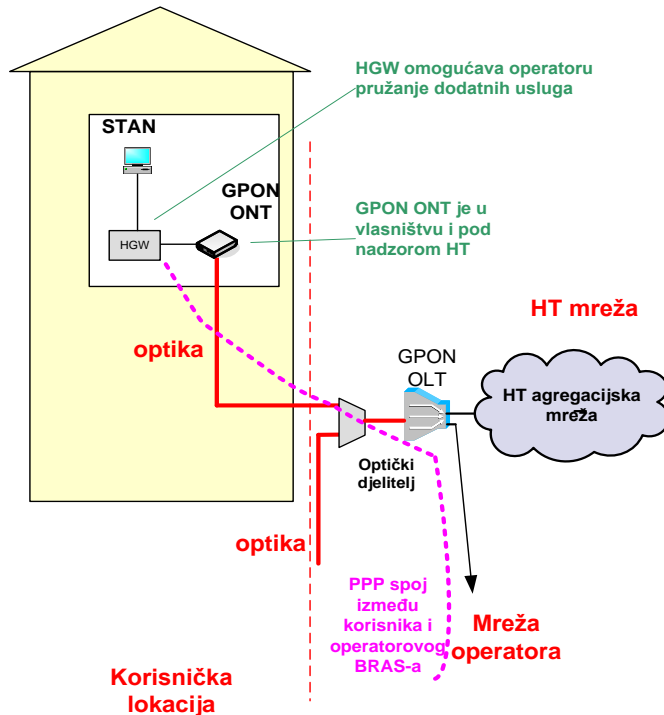 HGW omogućava operatoru
pružanje dodatnih usluga
STAN
GPON
ONT
HGW
GPON ONT je u
vlasništvu i pod
nadzorom HT
HT mreža
optika
GPON
OLT
HT agregacijska
mreža
Optički
djelitelj
optika
PPP spoj
između
korisnika i
operatorovog
BRAS-a
Mreža
operatora
Korisnička
lokacija